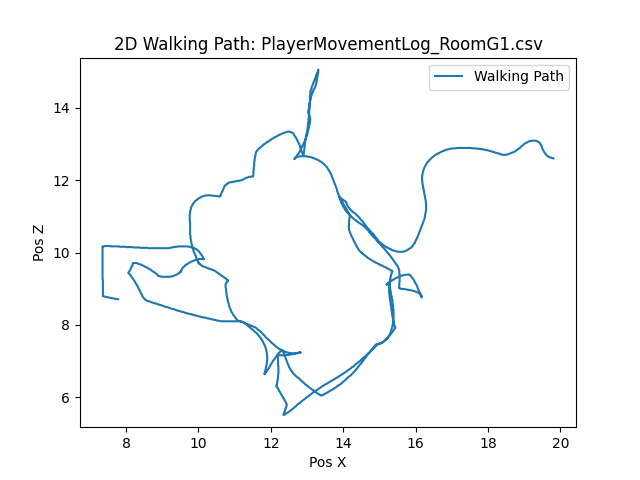 2D Walking Path: PlayerMovementLog_RoomG1.csv
Walking Path
14
12
10
8
6
Pos Z
8 10 12 14 16 18 20
Pos X